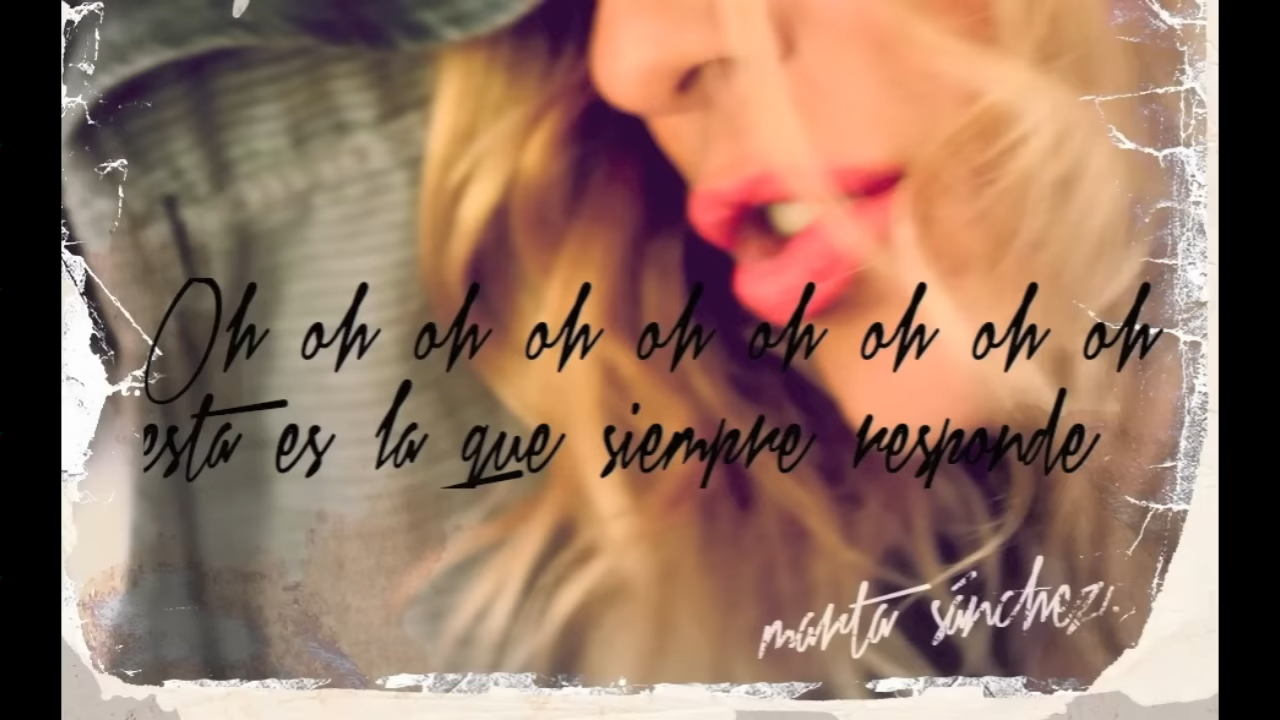 Oh oh oh oh oh oh oh oh oh
esta es la que siempre responde
marta sánchez.